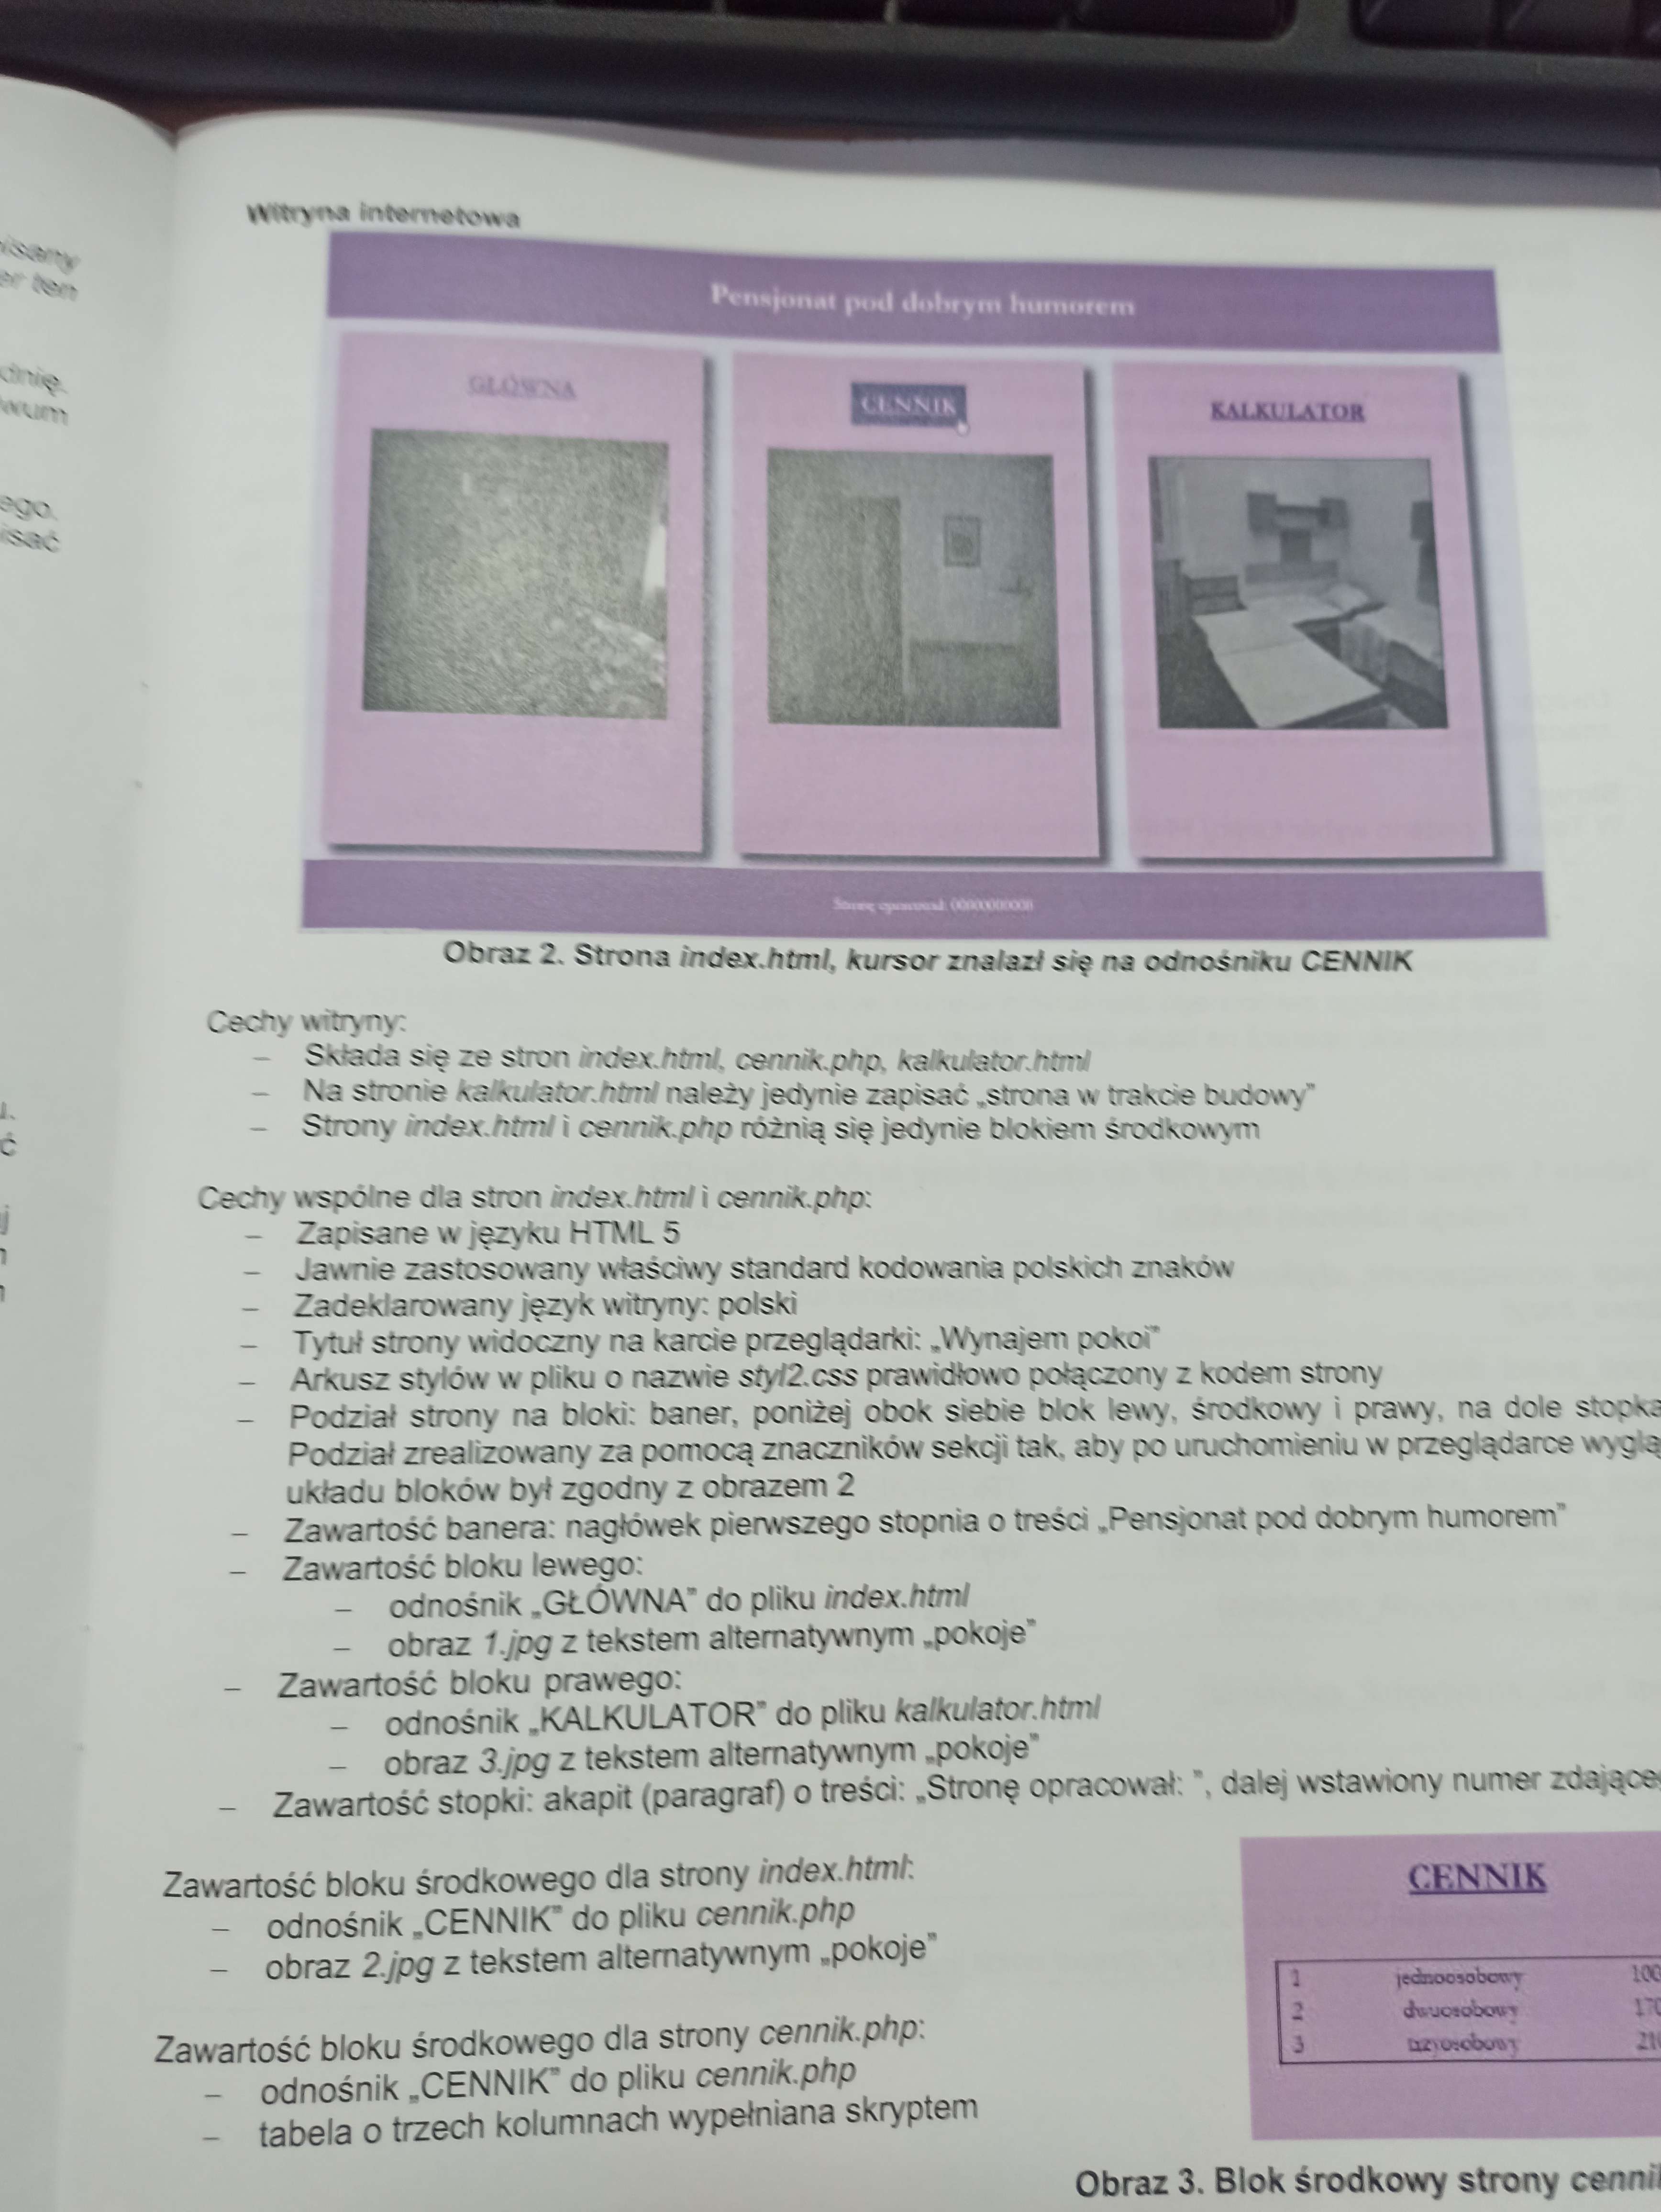 Witryna internetowa
Pensjonat pod dobrym humorem
GŁÓWNA
CENNIK
KALKULATOR
Stronę opracował: 00000000000
Obraz 2. Strona index.html, kursor znalazł się na odnośniku CENNIK
Cechy witryny:
– Składa się ze stron index.html, cennik.php, kalkulator.html
– Na stronie kalkulator.html należy jedynie zapisać „strona w trakcie budowy”
– Strony index.html i cennik.php różnią się jedynie blokiem środkowym
Cechy wspólne dla stron index.html i cennik.php:
– Zapisane w języku HTML 5
– Jawnie zastosowany właściwy standard kodowania polskich znaków
– Zadeklarowany język witryny: polski
– Tytuł strony widoczny na karcie przeglądarki: „Wynajem pokoi”
– Arkusz stylów w pliku o nazwie styl2.css prawidłowo połączony z kodem strony
– Podział strony na bloki: baner, poniżej obok siebie blok lewy, środkowy i prawy, na dole stopka
Podział zrealizowany za pomocą znaczników sekcji tak, aby po uruchomieniu w przeglądarce wyglą
układu bloków był zgodny z obrazem 2
– Zawartość banera: nagłówek pierwszego stopnia o treści „Pensjonat pod dobrym humorem”
– Zawartość bloku lewego:
– odnośnik „GŁÓWNA” do pliku index.html
– obraz 1.jpg z tekstem alternatywnym „pokoje”
– Zawartość bloku prawego:
– odnośnik „KALKULATOR” do pliku kalkulator.html
– obraz 3.jpg z tekstem alternatywnym „pokoje”
– Zawartość stopki: akapit (paragraf) o treści: „Stronę opracował: ”, dalej wstawiony numer zdające
Zawartość bloku środkowego dla strony index.html:
– odnośnik „CENNIK” do pliku cennik.php
– obraz 2.jpg z tekstem alternatywnym „pokoje”
Zawartość bloku środkowego dla strony cennik.php:
– odnośnik „CENNIK” do pliku cennik.php
– tabela o trzech kolumnach wypełniana skryptem
CENNIK
1 jednoosobowy 100
2 dwuosobowy 170
3 trzyosobowy 210
Obraz 3. Blok środkowy strony cennik